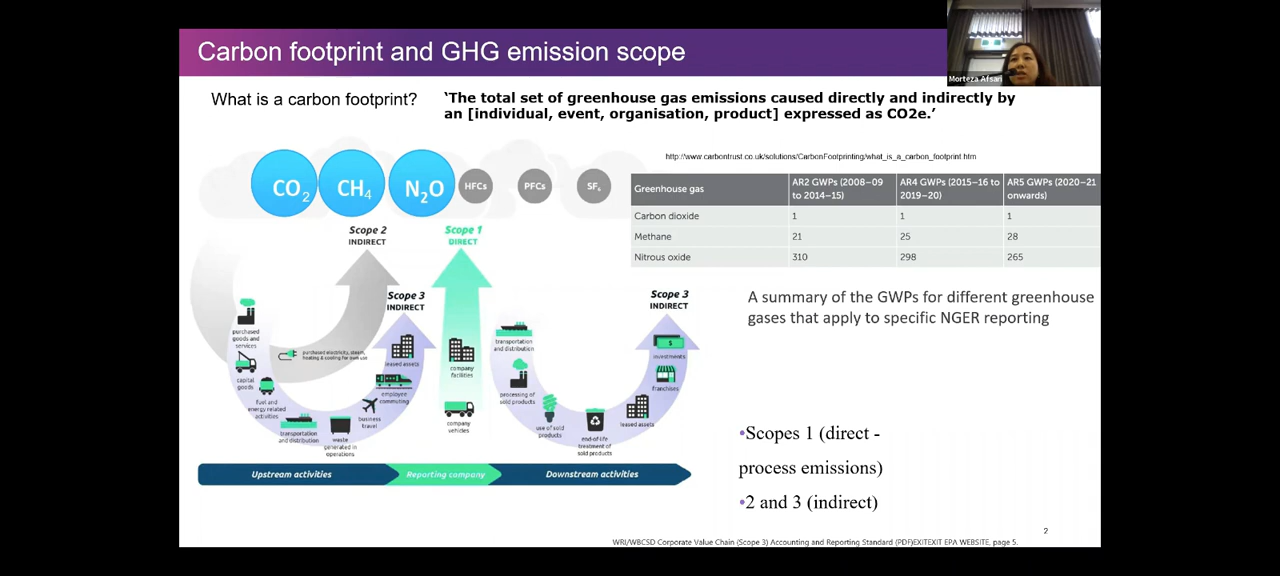 Carbon footprint and GHG emission scope
Morteza Afsari
What is a carbon footprint?
‘The total set of greenhouse gas emissions caused directly and indirectly by
an [individual, event, organisation, product] expressed as CO2e.’
http://www.carbontrust.co.uk/solutions/CarbonFootprinting/what_is_a_carbon_footprint.htm
CO2
CH4
N2O
HFCs
PFCs
SF6
Greenhouse gas
AR2 GWPs (2008–09
to 2014–15)
AR4 GWPs (2015–16 to
2019–20)
AR5 GWPs (2020–21
onwards)
Carbon dioxide 1 1 1
Methane 21 25 28
Nitrous oxide 310 298 265
A summary of the GWPs for different greenhouse
gases that apply to specific NGER reporting
Scope 2
INDIRECT
Scope 1
DIRECT
Scope 3
INDIRECT
Scope 3
INDIRECT
purchased
goods and
services
capital
goods
fuel and
energy related
activities
transportation
and distribution
waste
generated in
operations
business
travel
employee
commuting
leased assets
purchased electricity, steam,
heating & cooling for own use
company
facilities
company
vehicles
transportation
and distribution
processing of
sold products
use of sold
products
end-of-life
treatment of
sold products
leased assets
franchises
investments
Upstream activities
Reporting company
Downstream activities
•Scopes 1 (direct -
process emissions)
•2 and 3 (indirect)
2
WRI/WBCSD Corporate Value Chain (Scope 3) Accounting and Reporting Standard (PDF)EXITEXIT EPA WEBSITE, page 5.